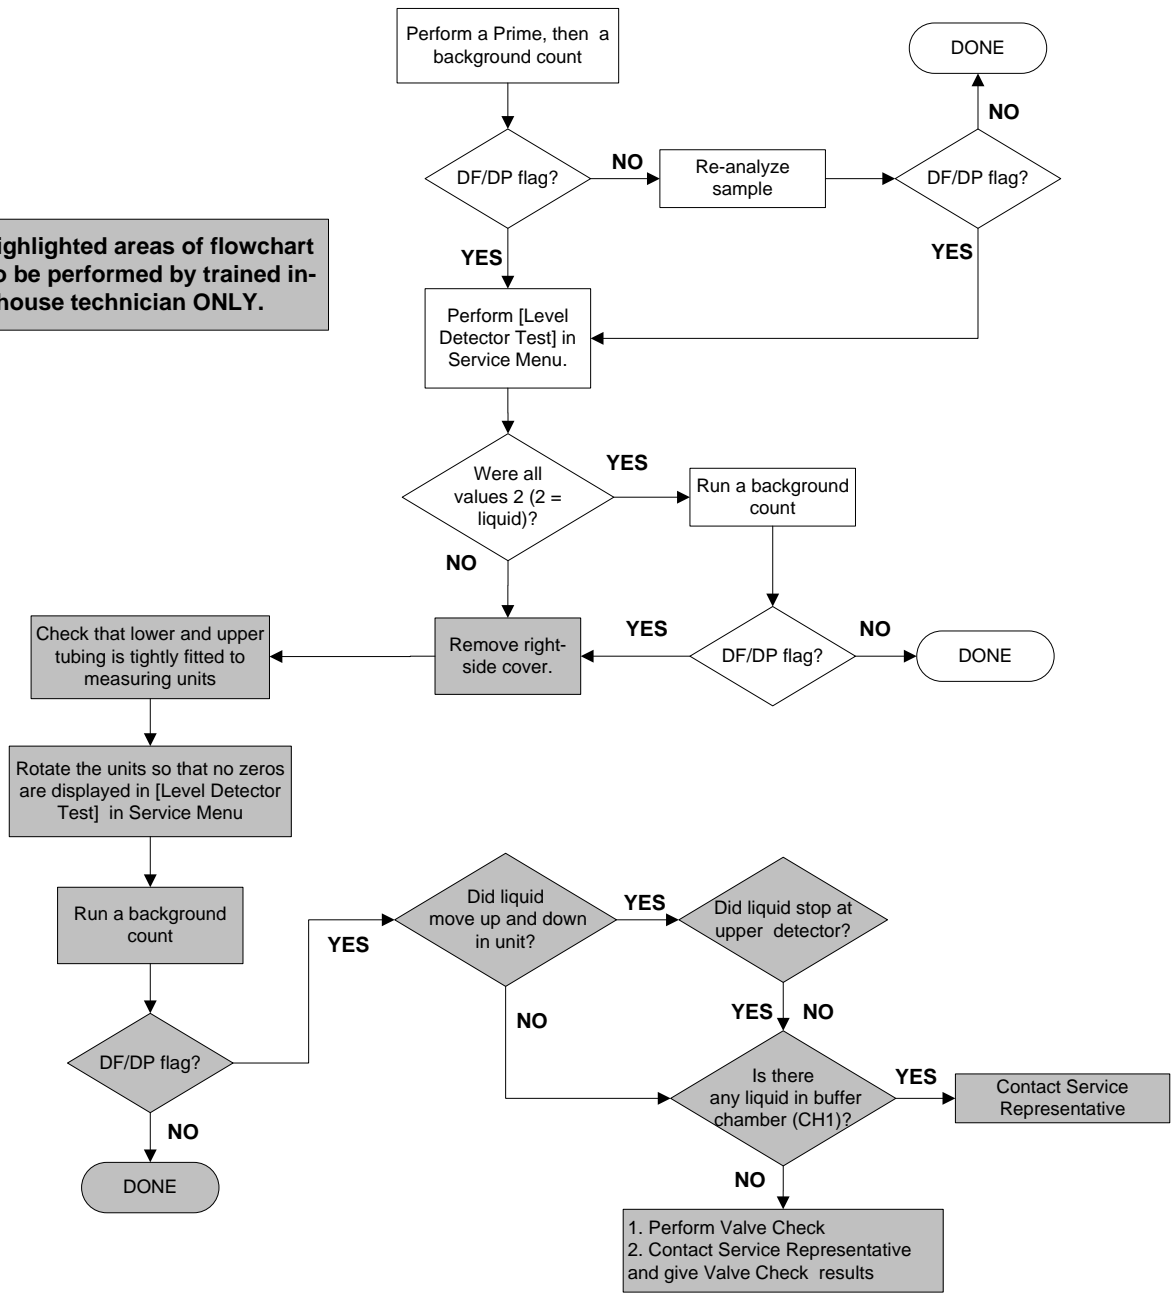 Perform a Prime, then a
background count
DONE
NO
DF/DP flag?
NO
Re-analyze
sample
DF/DP flag?
YES
YES
ighlighted areas of flowchart
o be performed by trained in-
house technician ONLY.
Perform [Level
Detector Test] in
Service Menu.
Were all
values 2 (2 =
liquid)?
YES
Run a background
count
NO
Remove right-
side cover.
YES
DF/DP flag?
NO
DONE
Check that lower and upper
tubing is tightly fitted to
measuring units
Rotate the units so that no zeros
are displayed in [Level Detector
Test] in Service Menu
Run a background
count
DF/DP flag?
YES
NO
DONE
Did liquid
move up and down
in unit?
YES
Did liquid stop at
upper detector?
NO
YES
NO
Is there
any liquid in buffer
chamber (CH1)?
YES
Contact Service
Representative
NO
1. Perform Valve Check
2. Contact Service Representative
and give Valve Check results